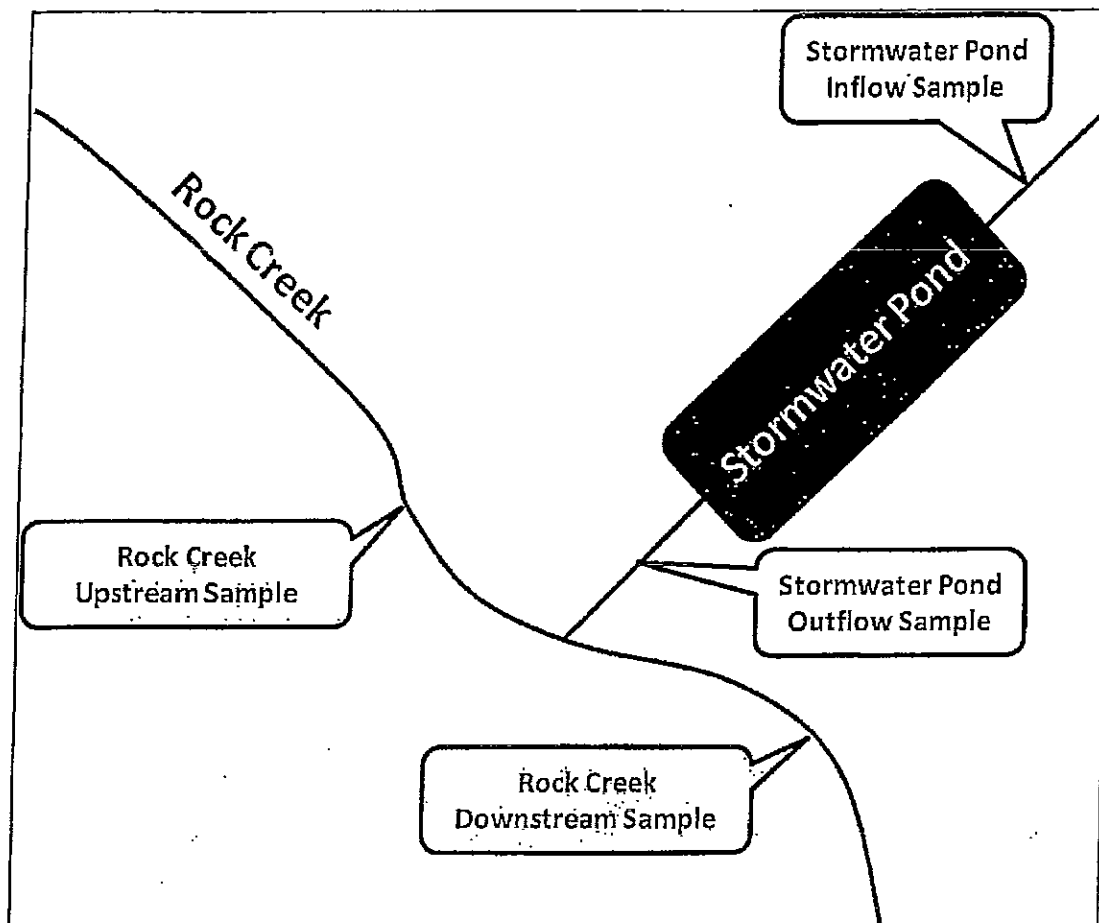 Stormwater Pond
Inflow Sample
Rock Creek
Stormwater Pond
Rock Creek
Upstream Sample
Stormwater Pond
Outflow Sample
Rock Creek
Downstream Sample